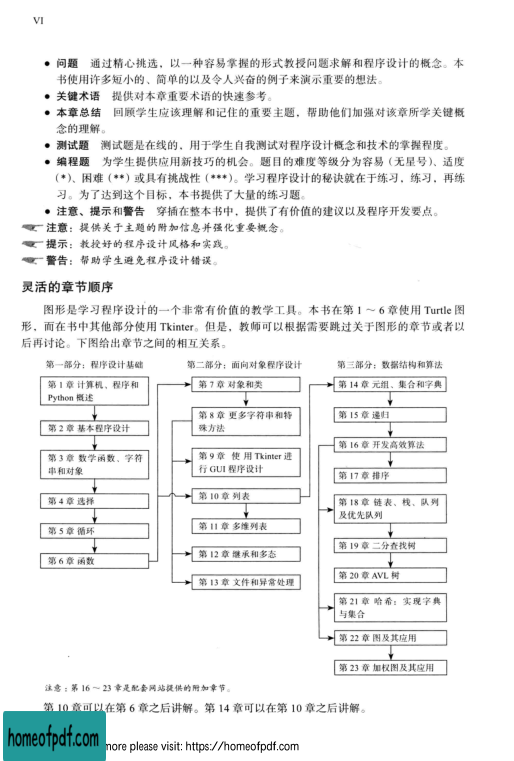 VI
● 问题 通过精心挑选，以一种容易掌握的形式教授问题求解和程序设计的概念。本
书使用许多短小的、简单的以及令人兴奋的例子来演示重要的想法。
● 关键术语 提供对本章重要术语的快速参考。
● 本章总结 回顾学生应该理解和记住的重要主题，帮助他们加强对该章所学关键概
念的理解。
● 测试题 测试题是在线的，用于学生自我测试对程序设计概念和技术的掌握程度。
● 编程题 为学生提供应用新技巧的机会。题目的难度等级分为容易（无星号）、适度
（*）、困难（**）或具有挑战性（***）。学习程序设计的秘诀就在于练习，练习，再练
习。为了达到这个目标，本书提供了大量的练习题。
● 注意、提示和警告 穿插在整本书中，提供了有价值的建议以及程序开发要点。
注意：提供关于主题的附加信息并强化重要概念。
提示：教授好的程序设计风格和实践。
警告：帮助学生避免程序设计错误。
灵活的章节顺序
图形是学习程序设计的一个非常有价值的教学工具。本书在第 1 ～ 6 章使用 Turtle 图
形，而在书中其他部分使用 Tkinter。但是，教师可以根据需要跳过关于图形的章节或者以
后再讨论。下图给出章节之间的相互关系。
第一部分：程序设计基础
第 1 章 计算机、程序和
Python 概述
第 2 章 基本程序设计
第 3 章 数学函数、字符
串和对象
第 4 章 选择
第 5 章 循环
第 6 章 函数
第二部分：面向对象程序设计
第 7 章 对象和类
第 8 章 更多字符串和特
殊方法
第 9 章 使 用 Tkinter 进
行 GUI 程序设计
第 10 章 列表
第 11 章 多维列表
第 12 章 继承和多态
第 13 章 文件和异常处理
第三部分：数据结构和算法
第 14 章 元组、集合和字典
第 15 章 递归
第 16 章 开发高效算法
第 17 章 排序
第 18 章 链表、栈、队列
及优先队列
第 19 章 二分查找树
第 20 章 AVL 树
第 21 章 哈希：实现字典
与集合
第 22 章 图及其应用
第 23 章 加权图及其应用
注意：第 16 ～ 23 章是配套网站提供的附加章节。
第 10 章可以在第 6 章之后讲解。第 14 章可以在第 10 章之后讲解。
homeofpdf.com
more please visit: https://homeofpdf.com